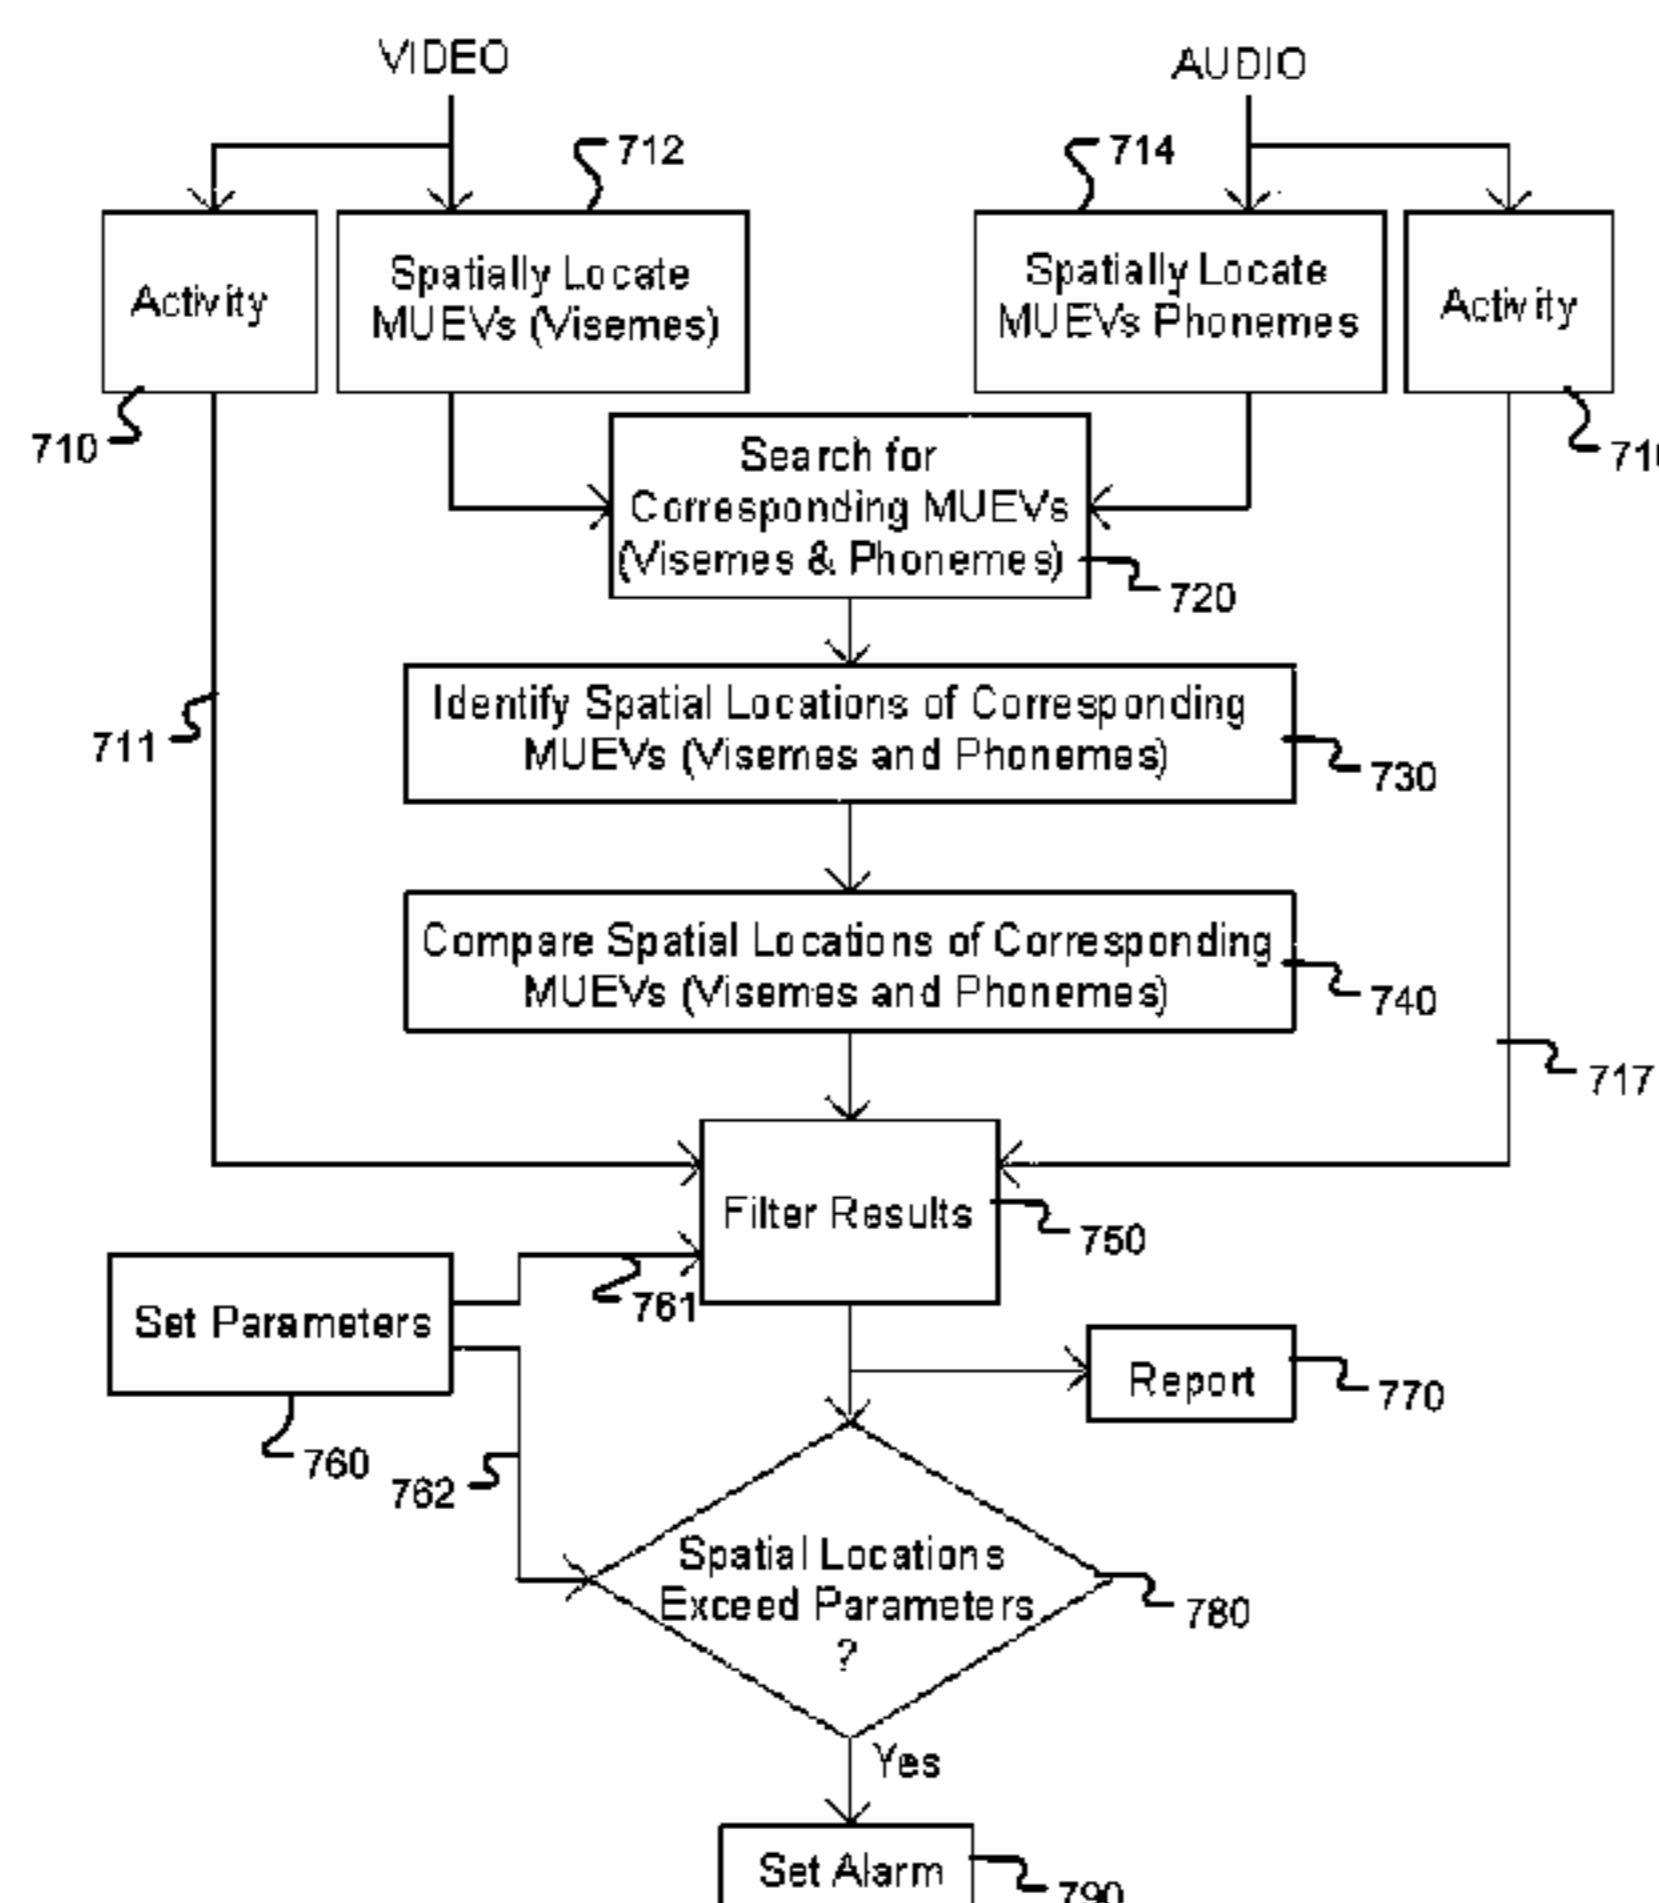 VIDEO
AUDIO
712
714
Activity
Spatially Locate
MUEVs (Visemes)
Spatially Locate
MUEVs Phonemes
Activity
710
Search for
Corresponding MUEVs
(Visemes & Phonemes)
720
711
Identify Spatial Locations of Corresponding
MUEVs (Visemes and Phonemes)
730
Compare Spatial Locations of Corresponding
MUEVs (Visemes and Phonemes)
740
717
Filter Results
750
761
Set Parameters
760
762
Report
770
Spatial Locations
Exceed Parameters
?
780
Yes
Set Alarm
790